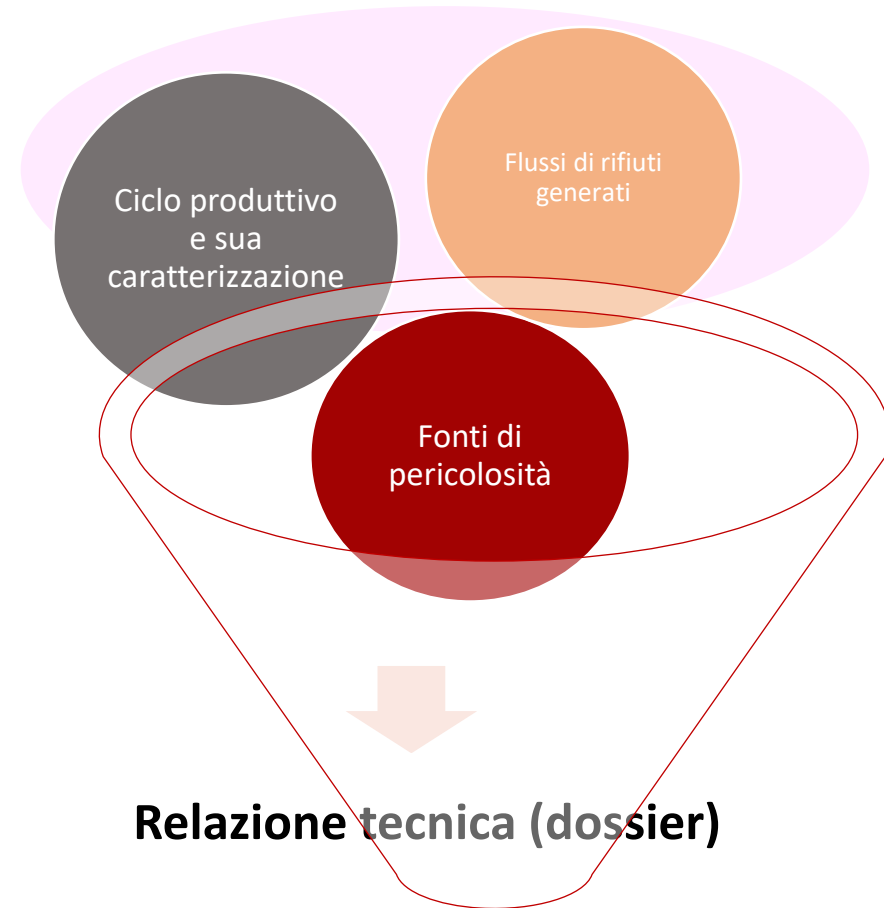 Flussi di rifiuti
generati
Ciclo produttivo
e sua
caratterizzazione
Fonti di
pericolosità
Relazione tecnica (dossier)